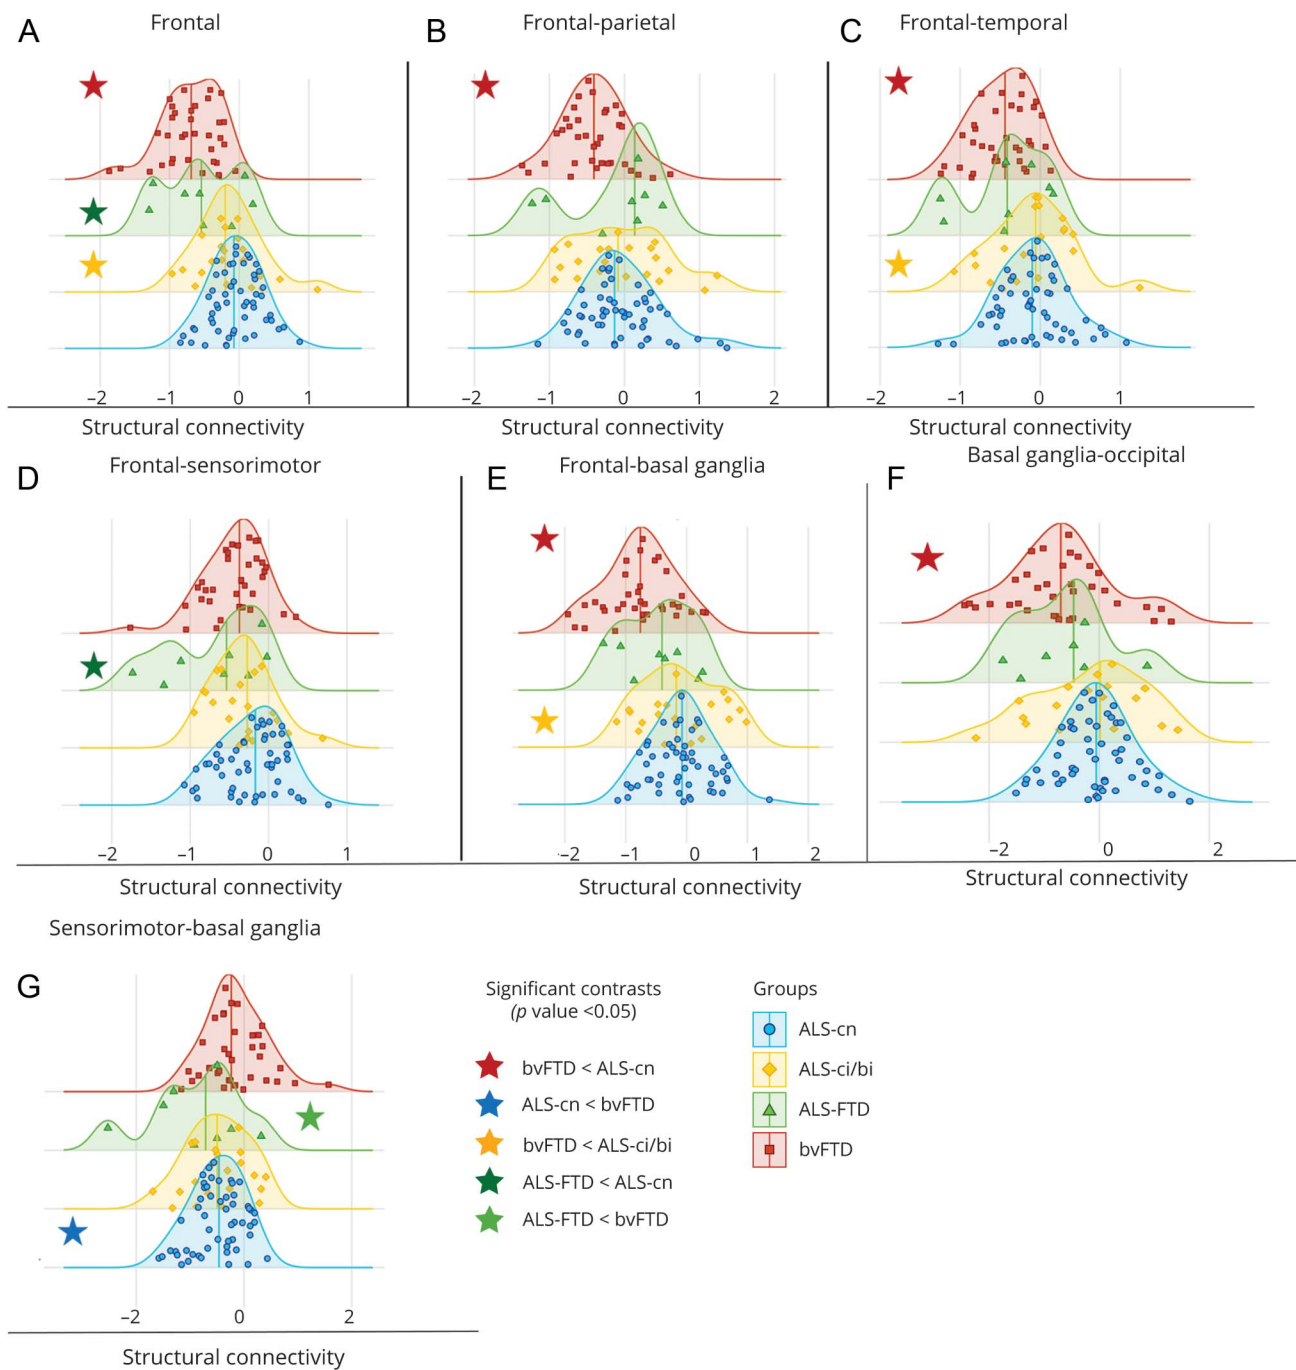 A Frontal
B Frontal-parietal
C Frontal-temporal
−2 −1 0 1
−2 −1 0 1 2
−2 −1 0 1
Structural connectivity
Structural connectivity
Structural connectivity
D Frontal-sensorimotor
E Frontal-basal ganglia
F Basal ganglia-occipital
−2 −1 0 1
−2 −1 0 1 2
−2 0 2
Structural connectivity
Structural connectivity
Structural connectivity
Sensorimotor-basal ganglia
G
−2 0 2
Structural connectivity
Significant contrasts
(p value <0.05)
bvFTD < ALS-cn
ALS-cn < bvFTD
bvFTD < ALS-ci/bi
ALS-FTD < ALS-cn
ALS-FTD < bvFTD
Groups
ALS-cn
ALS-ci/bi
ALS-FTD
bvFTD